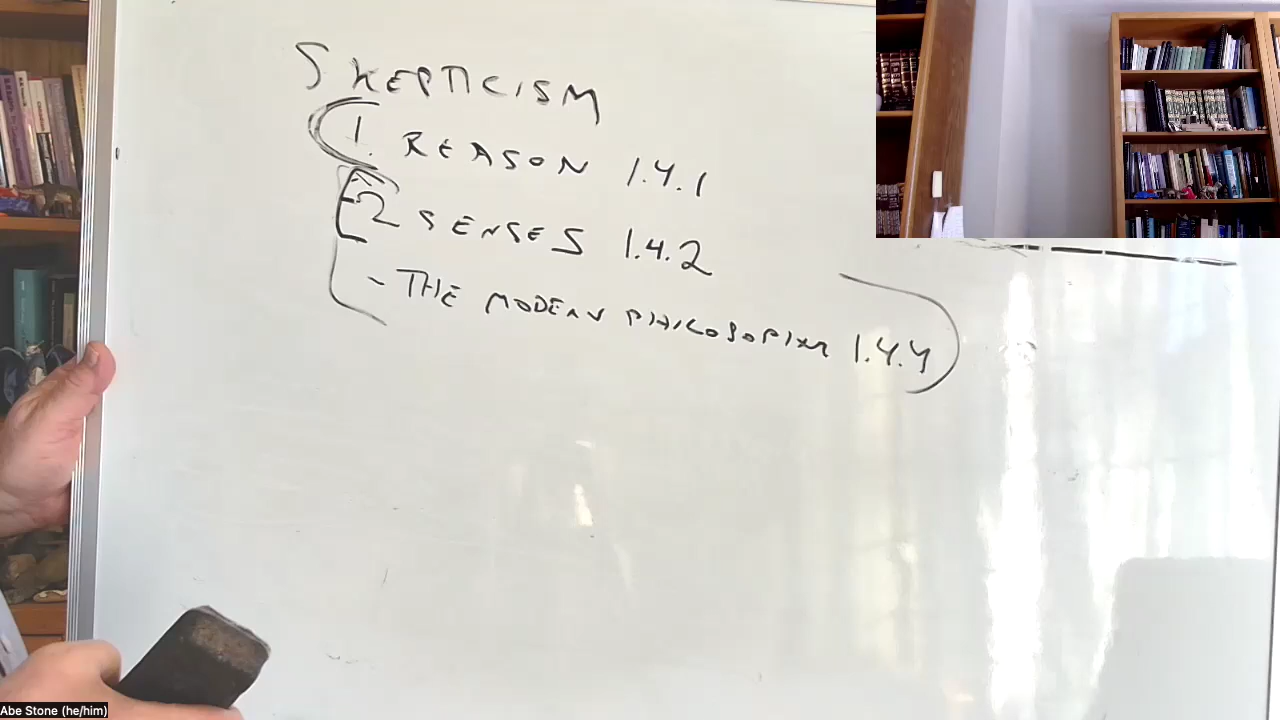 SKEPTICISM
1. REASON 1.4.1
2 SENSES 1.4.2
- THE MODERN PHILOSOPHY 1.4.4
Abe Stone (he/him)